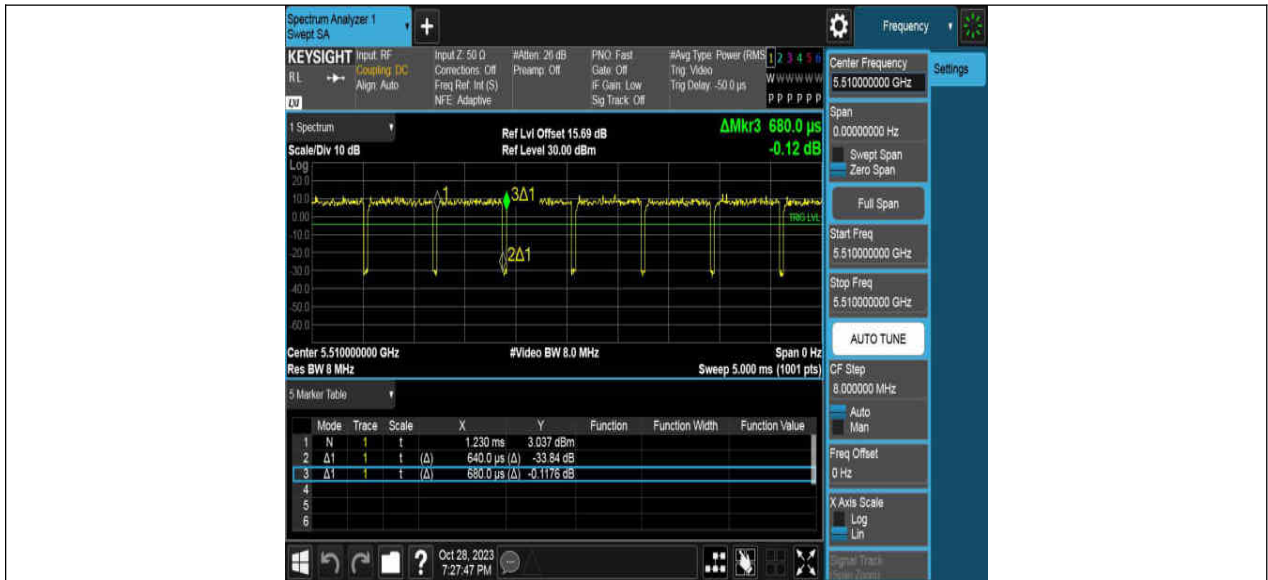 Spectrum Analyzer 1
Swept SA
+
Frequency
KEYSIGHT
RL
Input: RF
Coupling: DC
Align: Auto
Input Z: 50 Ω
Corrections: Off
Freq Ref: Int (S)
NFE: Adaptive
#Atten: 26 dB
Preamp: Off
PNO: Fast
Gate: Off
IF Gain: Low
Sig Track: Off
#Avg Type: Power (RMS
Trig: Video
Trig Delay: -50.0 μs
1 2 3 4 5 6
W W W W W W
P P P P P P
Center Frequency
5.510000000 GHz
Settings
Span
0.00000000 Hz
Swept Span
Zero Span
Full Span
Start Freq
5.510000000 GHz
Stop Freq
5.510000000 GHz
AUTO TUNE
CF Step
8.000000 MHz
Auto
Man
Freq Offset
0 Hz
X Axis Scale
Log
Lin
Signal Track
(Span Zoom)
1 Spectrum
Scale/Div 10 dB
Ref Lvl Offset 15.69 dB
Ref Level 30.00 dBm
ΔMkr3 680.0 μs
-0.12 dB
Log
20.0
10.0
0.00
-10.0
-20.0
-30.0
-40.0
-50.0
-60.0
1
3Δ1
2Δ1
TRIG LVL
Center 5.510000000 GHz
#Video BW 8.0 MHz
Span 0 Hz
Res BW 8 MHz
Sweep 5.000 ms (1001 pts)
5 Marker Table
Mode Trace Scale X Y Function Function Width Function Value
1 N 1 t 1.230 ms 3.037 dBm
2 Δ1 1 t (Δ) 640.0 μs (Δ) -33.84 dB
3 Δ1 1 t (Δ) 680.0 μs (Δ) -0.1176 dB
4
5
6
?
Oct 28, 2023
7:27:47 PM